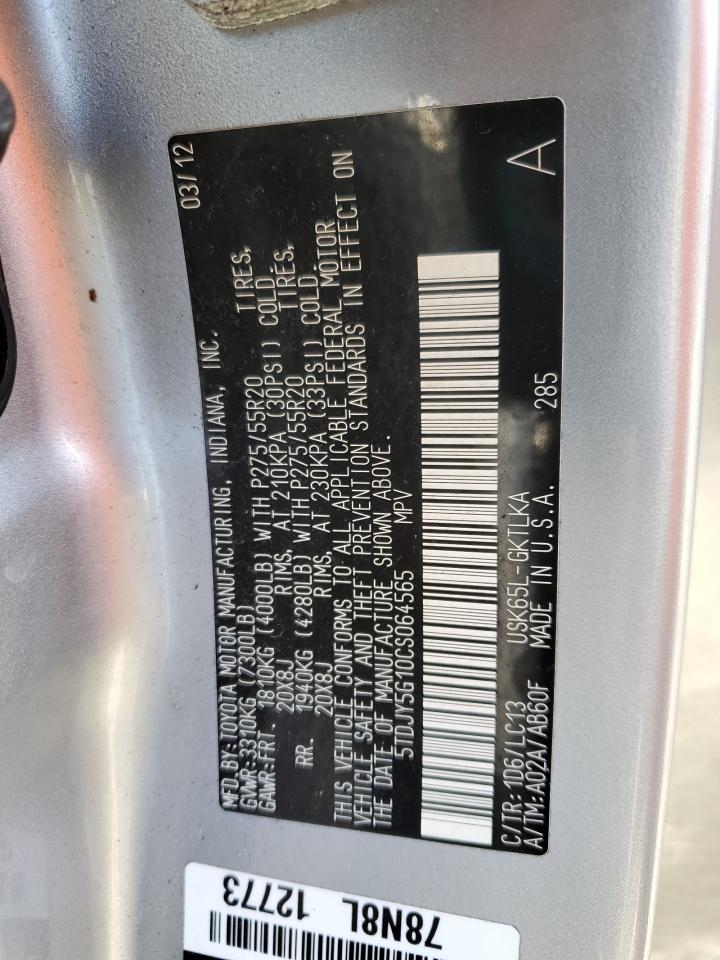 MFD BY:TOYOTA MOTOR MANUFACTURING, INDIANA, INC. 03/12
GVWR:3310KG(7300LB)
GAWR:FRT. 1810KG (4000LB) WITH P275/55R20 TIRES,
20X8J RIMS, AT 210KPA (30PSI) COLD.
RR. 1940KG (4280LB) WITH P275/55R20 TIRES,
20X8J RIMS, AT 230KPA (33PSI) COLD.
THIS VEHICLE CONFORMS TO ALL APPLICABLE FEDERAL MOTOR
VEHICLE SAFETY AND THEFT PREVENTION STANDARDS IN EFFECT ON
THE DATE OF MANUFACTURE SHOWN ABOVE.
5TDJY5G10CS064565 MPV
C/TR:1D6/LC13 USK65L-GKTLKA
A/TM:A02A/AB60F MADE IN U.S.A. 285 A
78N8L
12773